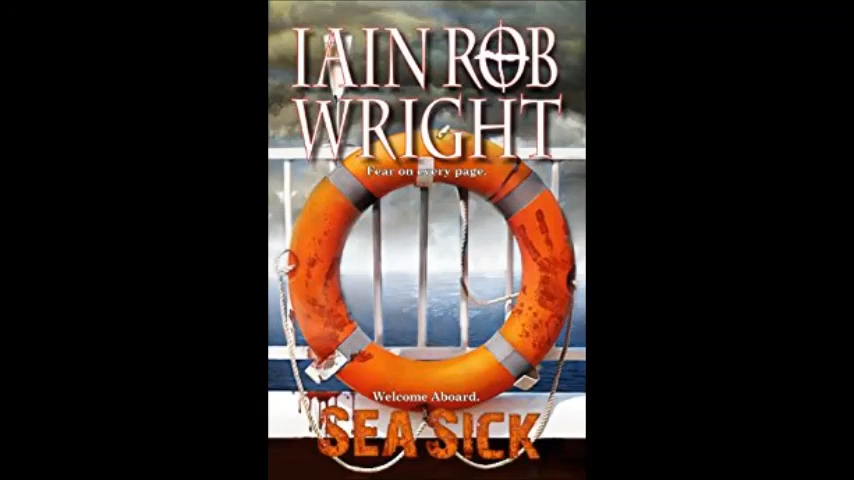 IAIN ROB
WRIGHT
Fear on every page.
Welcome Aboard.
SEA SICK